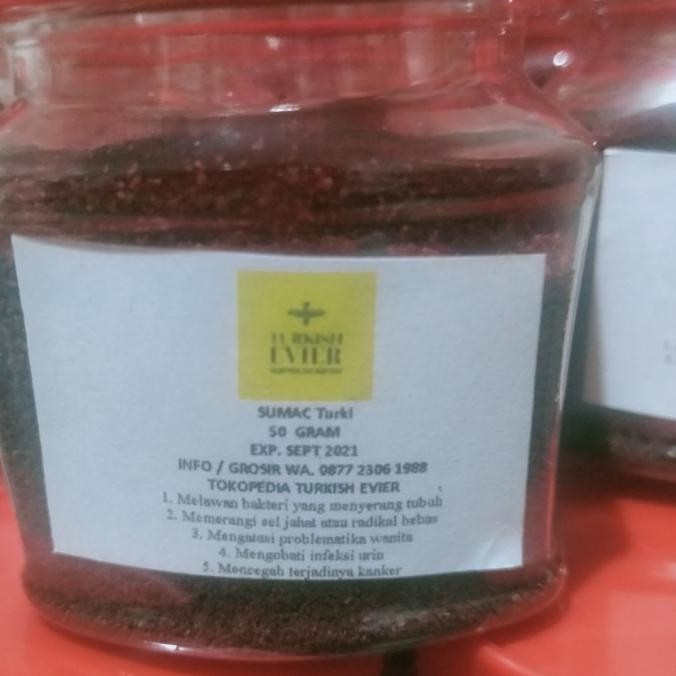 TURKISH
EVIER
SUMAC Turki
50 GRAM
EXP. SEPT 2021
INFO / GROSIR WA. 0877 2306 1988
TOKOPEDIA TURKISH EVIER
1. Melawan bakteri yang menyerang tubuh
2. Memerangi sel jahat atau radikal bebas
3. Mengatasi problematika wanita
4. Mengobati infeksi urin
5. Mencegah terjadinya kanker